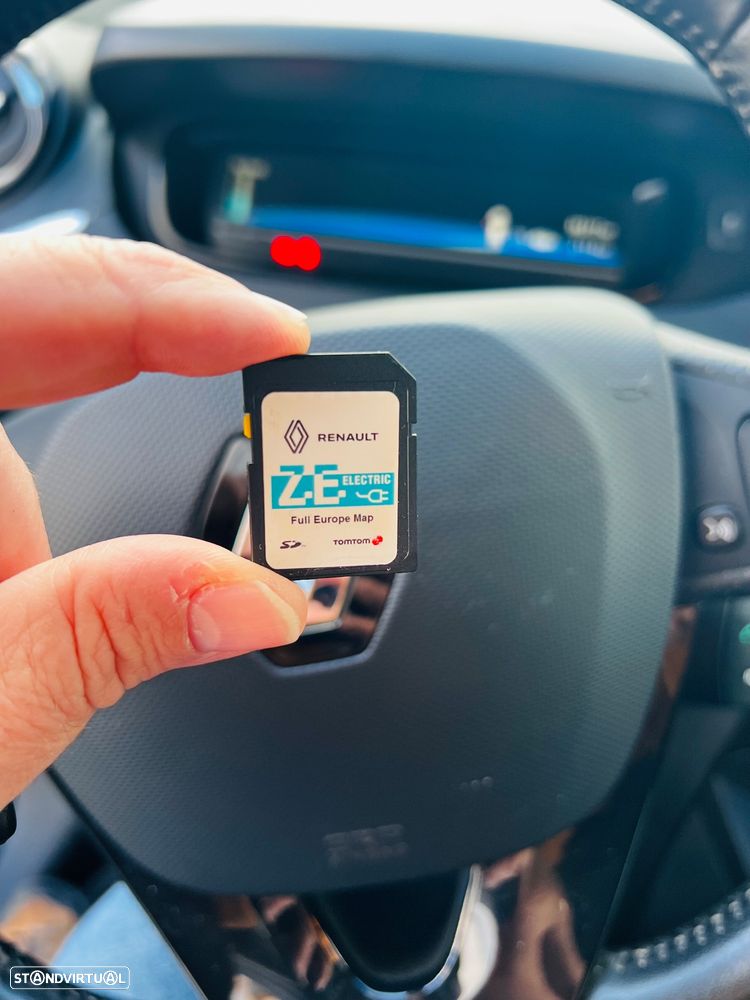 RENAULT
Z.E. ELECTRIC
Full Europe Map
SD TOMTOM
STANDVIRTUAL